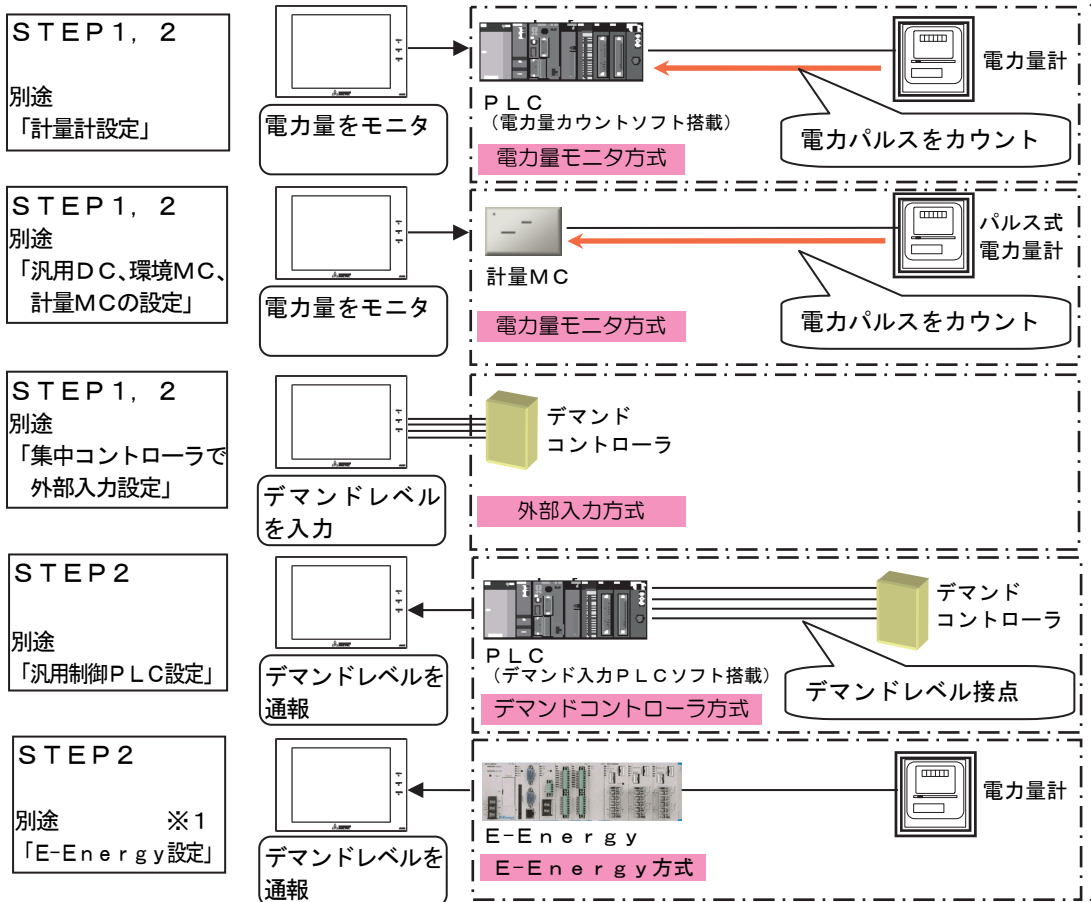 STEP1, 2
別途
「計量計設定」
電力量をモニタ
PLC
（電力量カウントソフト搭載）
電力量モニタ方式
電力量計
電力パルスをカウント
STEP1, 2
別途
「汎用DC、環境MC、
計量MCの設定」
電力量をモニタ
計量MC
電力量モニタ方式
パルス式
電力量計
電力パルスをカウント
STEP1, 2
別途
「集中コントローラで
外部入力設定」
デマンドレベル
を入力
デマンド
コントローラ
外部入力方式
STEP2
別途
「汎用制御PLC設定」
デマンドレベルを
通報
PLC
（デマンド入力PLCソフト搭載）
デマンドコントローラ方式
デマンド
コントローラ
デマンドレベル接点
STEP2
別途 ※1
「E-Energy設定」
デマンドレベルを
通報
E-Energy
E-Energy方式
電力量計